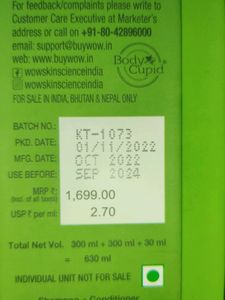 For feedback/complaints please write to
Customer Care Executive at Marketer's
address or call on +91-80-42896000
email: support@buywow.in
web: www.buywow.in
wowskinscienceindia
wowskinscienceindia
Body Cupid
FOR SALE IN INDIA, BHUTAN & NEPAL ONLY
BATCH NO.: KT-1073
PKD. DATE: 01/11/2022
MFG. DATE: OCT 2022
USE BEFORE: SEP 2024
MRP ₹: 1,699.00
(Incl. of all taxes)
USP ₹ per ml: 2.70
Total Net Vol. 300 ml + 300 ml + 30 ml
= 630 ml
INDIVIDUAL UNIT NOT FOR SALE
Shampoo + Conditioner